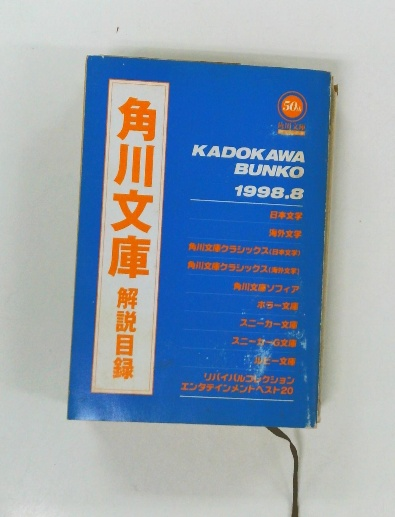 角川文庫
解説目録
50th
角川文庫
KADOKAWA
BUNKO
1998.8
日本文学
海外文学
角川文庫クラシックス(日本文学)
角川文庫クラシックス(海外文学)
角川文庫ソフィア
ホラー文庫
スニーカー文庫
スニーカーG文庫
ルビー文庫
リバイバルコレクション
エンタテインメントベスト20